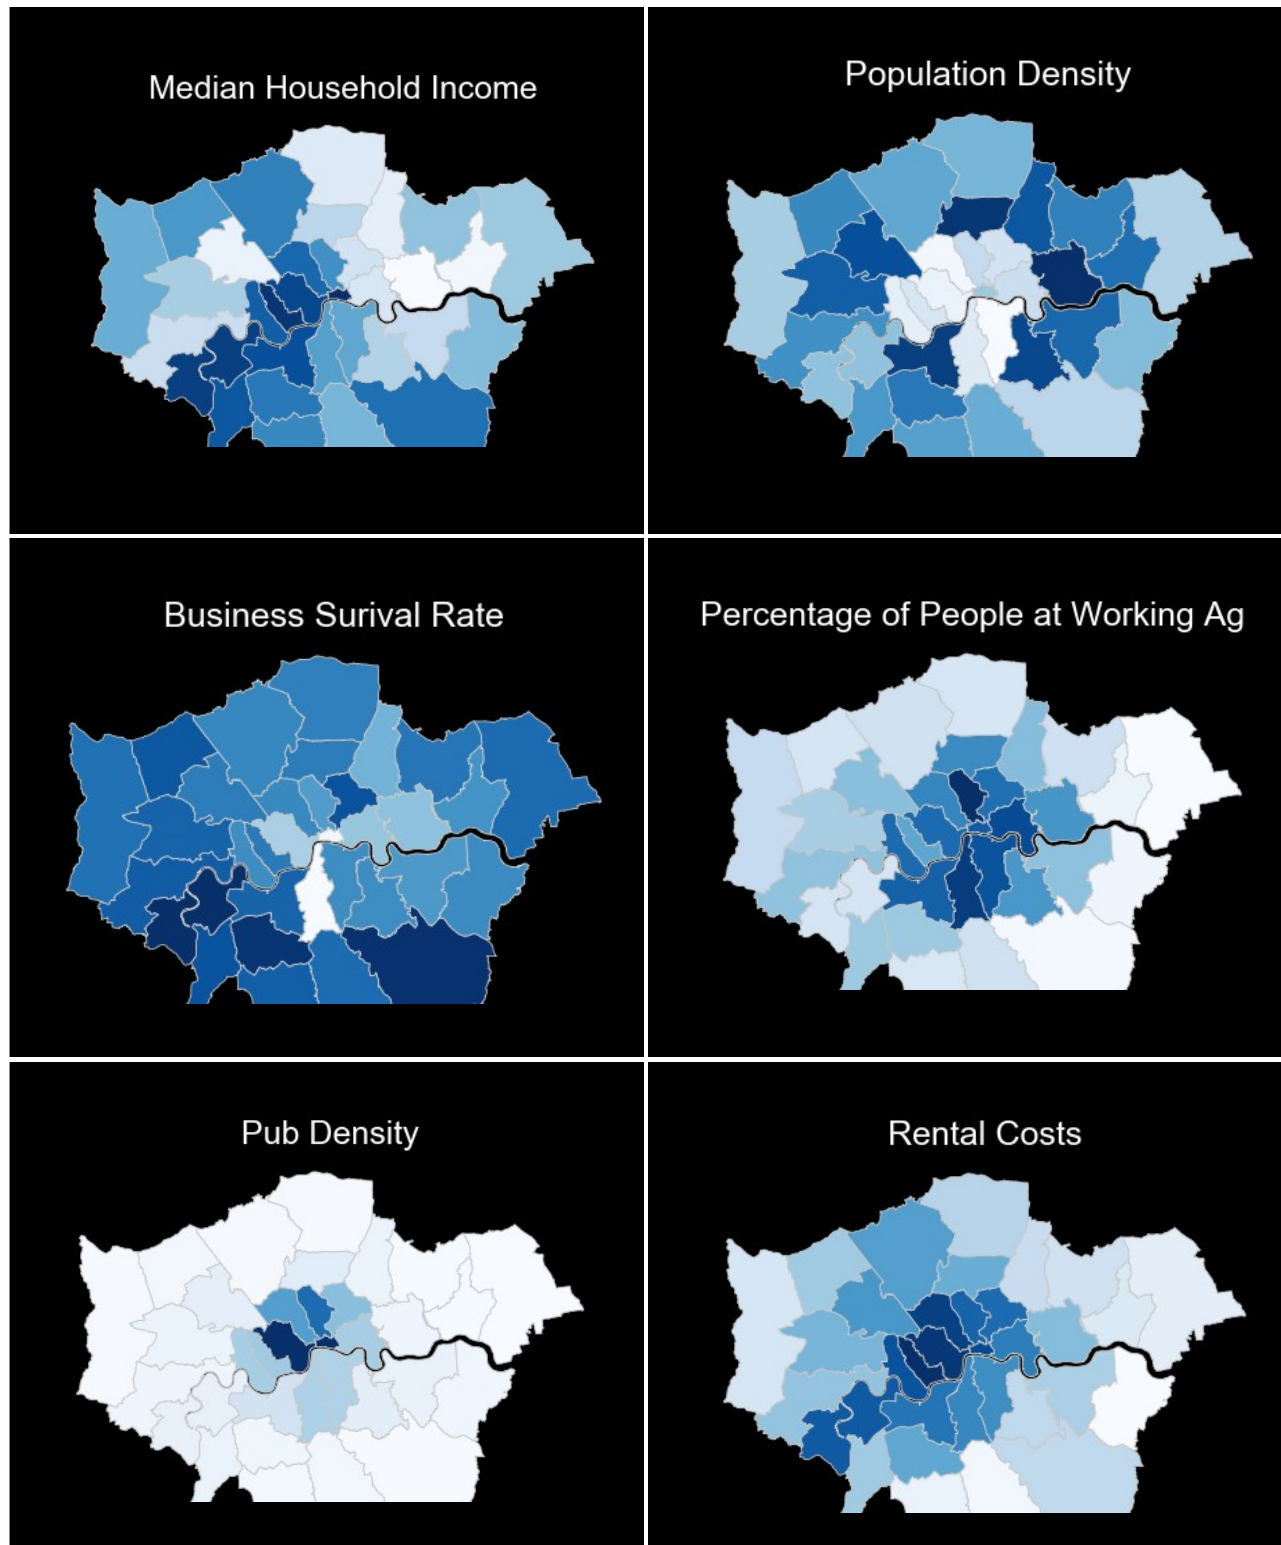 Median Household Income
Population Density
Business Surival Rate
Percentage of People at Working Ag
Pub Density
Rental Costs